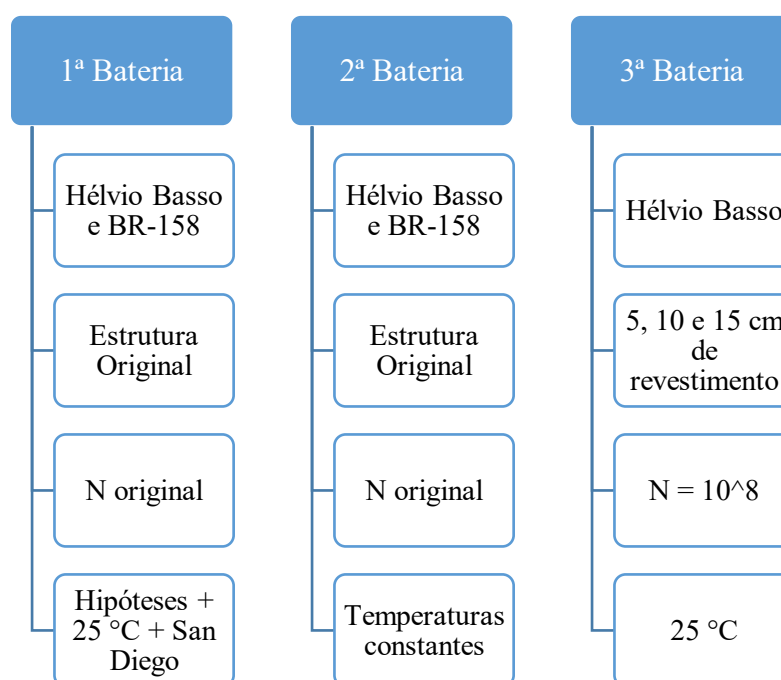 1ª Bateria
Hélvio Basso
e BR-158
Estrutura
Original
N original
Hipóteses +
25 °C + San
Diego
2ª Bateria
Hélvio Basso
e BR-158
Estrutura
Original
N original
Temperaturas
constantes
3ª Bateria
Hélvio Basso
5, 10 e 15 cm
de
revestimento
N = 10^8
25 °C